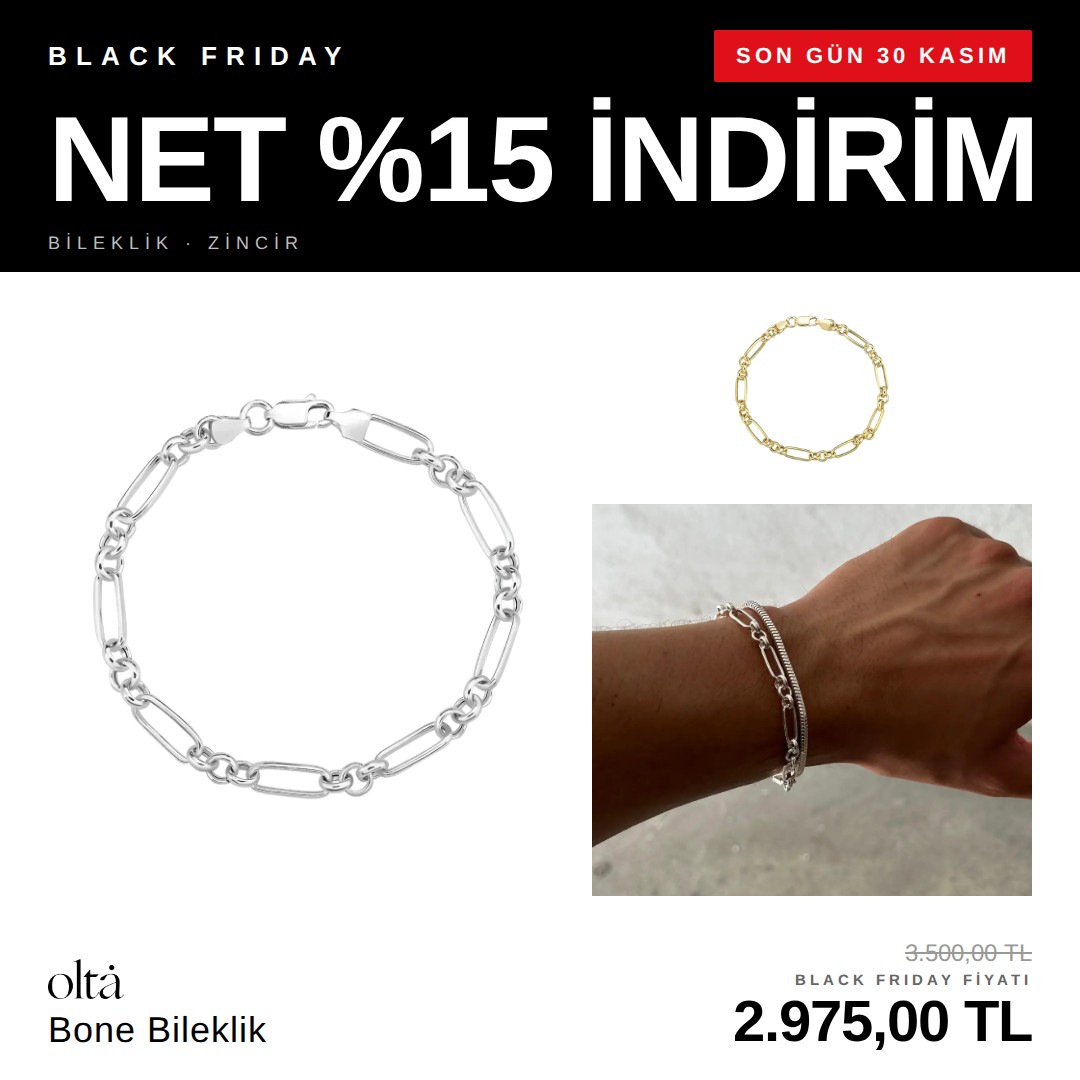 BLACK FRIDAY
SON GÜN 30 KASIM
NET %15 İNDİRİM
BİLEKLİK · ZİNCİR
olta
Bone Bileklik
3.500,00 TL
BLACK FRIDAY FİYATI
2.975,00 TL